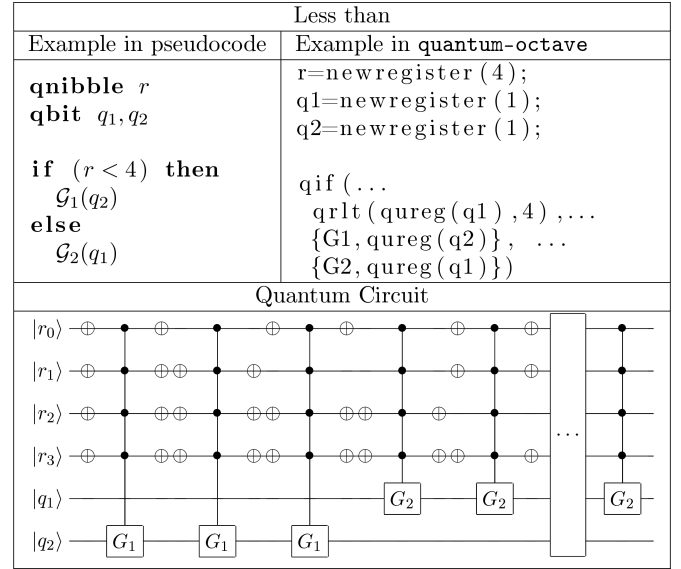 Less than
Example in pseudocode
Example in quantum-octave
qnibble r
qbit q₁,q₂
if (r < 4) then
𝒢₁(q₂)
else
𝒢₂(q₁)
r=newregister(4);
q1=newregister(1);
q2=newregister(1);
qif(...
qrlt(qureg(q1),4),...
{G1,qureg(q2)}, ...
{G2,qureg(q1)})
Quantum Circuit
|r₀⟩
|r₁⟩
|r₂⟩
|r₃⟩
...
|q₁⟩ G₂ G₂ G₂
|q₂⟩ G₁ G₁ G₁